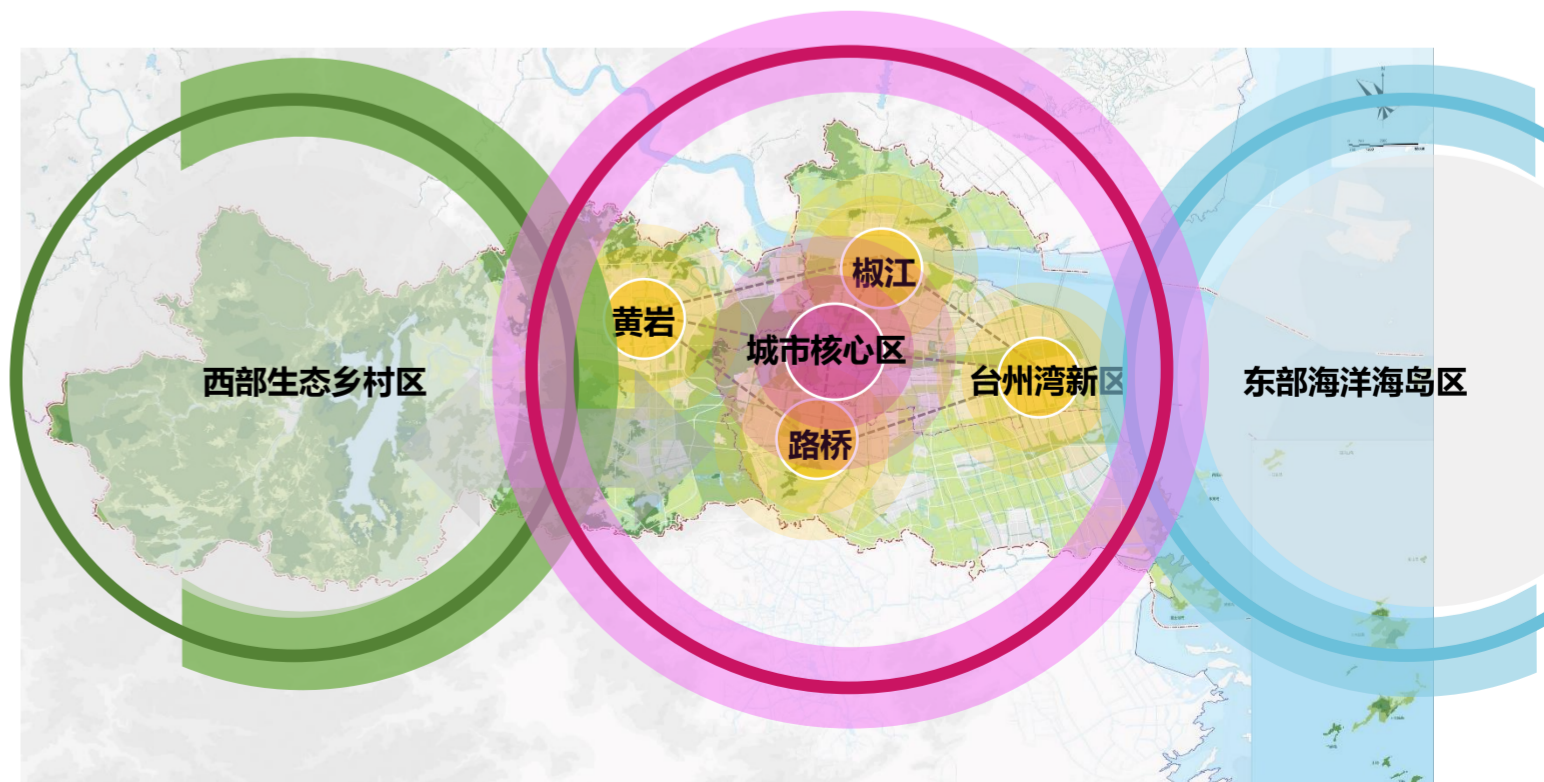 椒江
黄岩
城市核心区
西部生态乡村区
台州湾新区
东部海洋海岛区
路桥